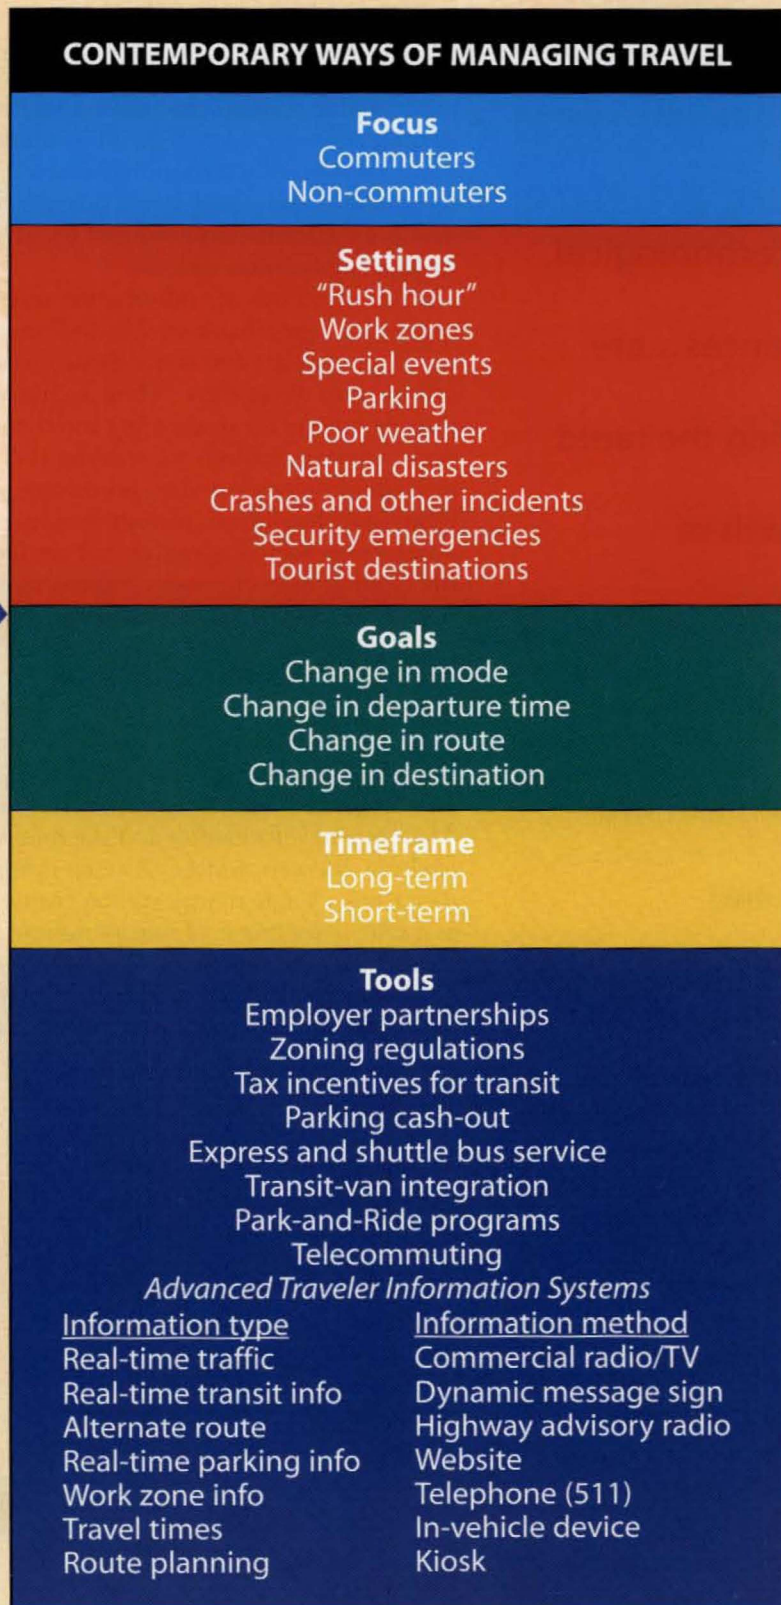 CONTEMPORARY WAYS OF MANAGING TRAVEL
Focus
Commuters
Non-commuters
Settings
“Rush hour”
Work zones
Special events
Parking
Poor weather
Natural disasters
Crashes and other incidents
Security emergencies
Tourist destinations
Goals
Change in mode
Change in departure time
Change in route
Change in destination
Timeframe
Long-term
Short-term
Tools
Employer partnerships
Zoning regulations
Tax incentives for transit
Parking cash-out
Express and shuttle bus service
Transit-van integration
Park-and-Ride programs
Telecommuting
Advanced Traveler Information Systems
Information type
Real-time traffic
Real-time transit info
Alternate route
Real-time parking info
Work zone info
Travel times
Route planning
Information method
Commercial radio/TV
Dynamic message sign
Highway advisory radio
Website
Telephone (511)
In-vehicle device
Kiosk